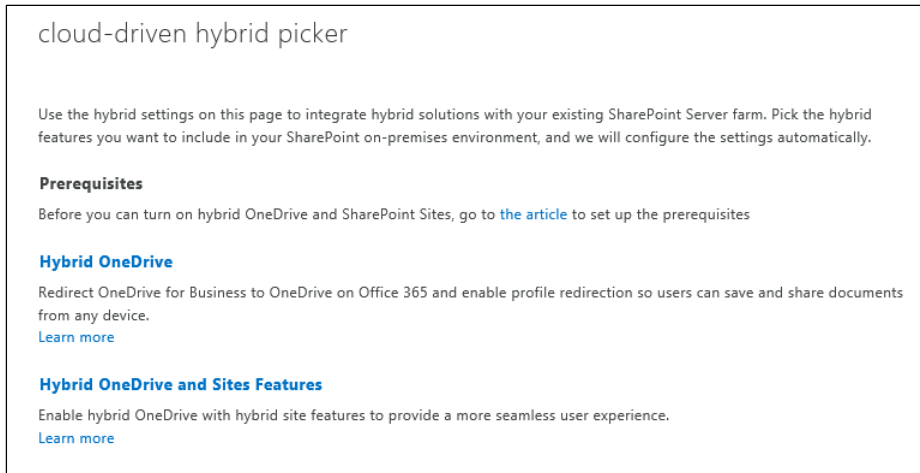 cloud-driven hybrid picker
Use the hybrid settings on this page to integrate hybrid solutions with your existing SharePoint Server farm. Pick the hybrid
features you want to include in your SharePoint on-premises environment, and we will configure the settings automatically.
Prerequisites
Before you can turn on hybrid OneDrive and SharePoint Sites, go to the article to set up the prerequisites
Hybrid OneDrive
Redirect OneDrive for Business to OneDrive on Office 365 and enable profile redirection so users can save and share documents
from any device.
Learn more
Hybrid OneDrive and Sites Features
Enable hybrid OneDrive with hybrid site features to provide a more seamless user experience.
Learn more